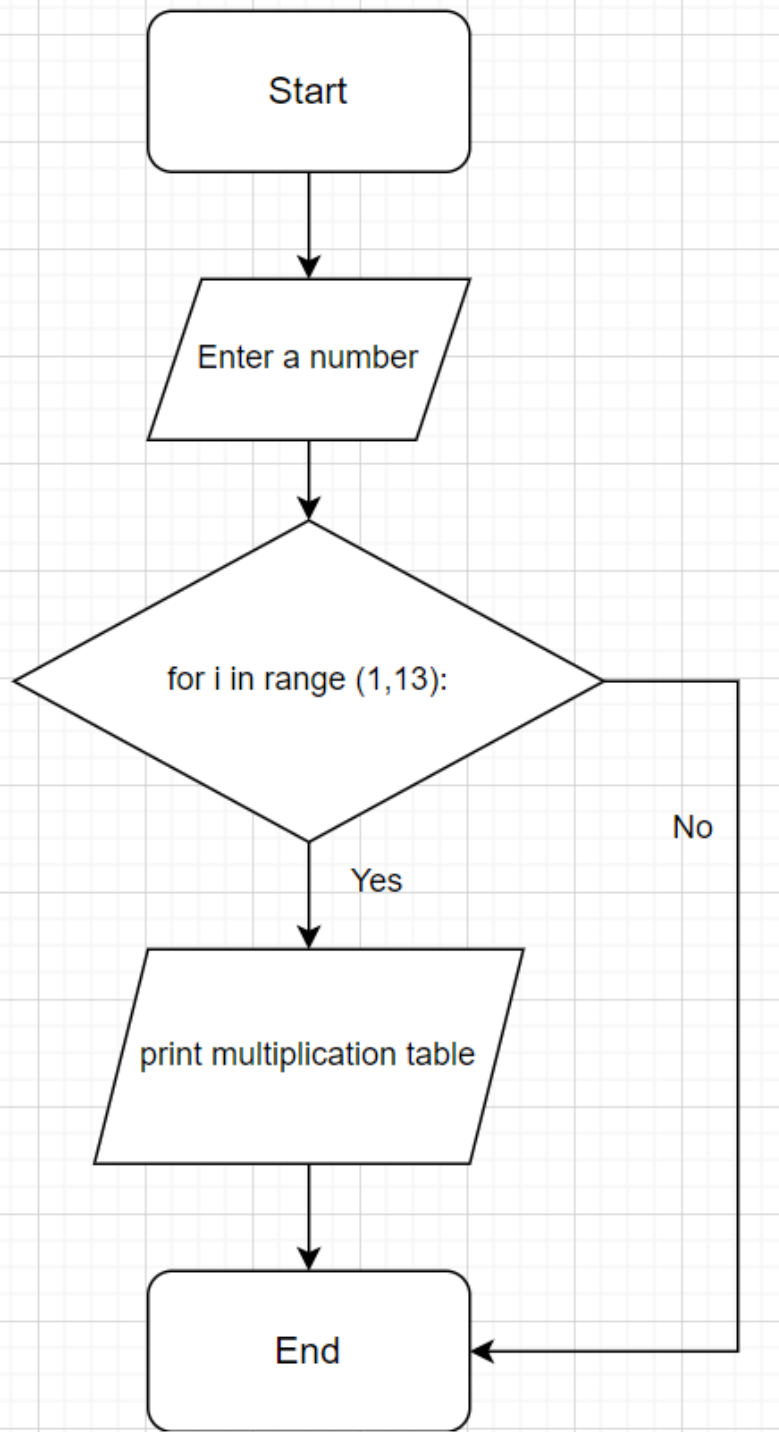 Start
Enter a number
for i in range (1,13):
No
Yes
print multiplication table
End